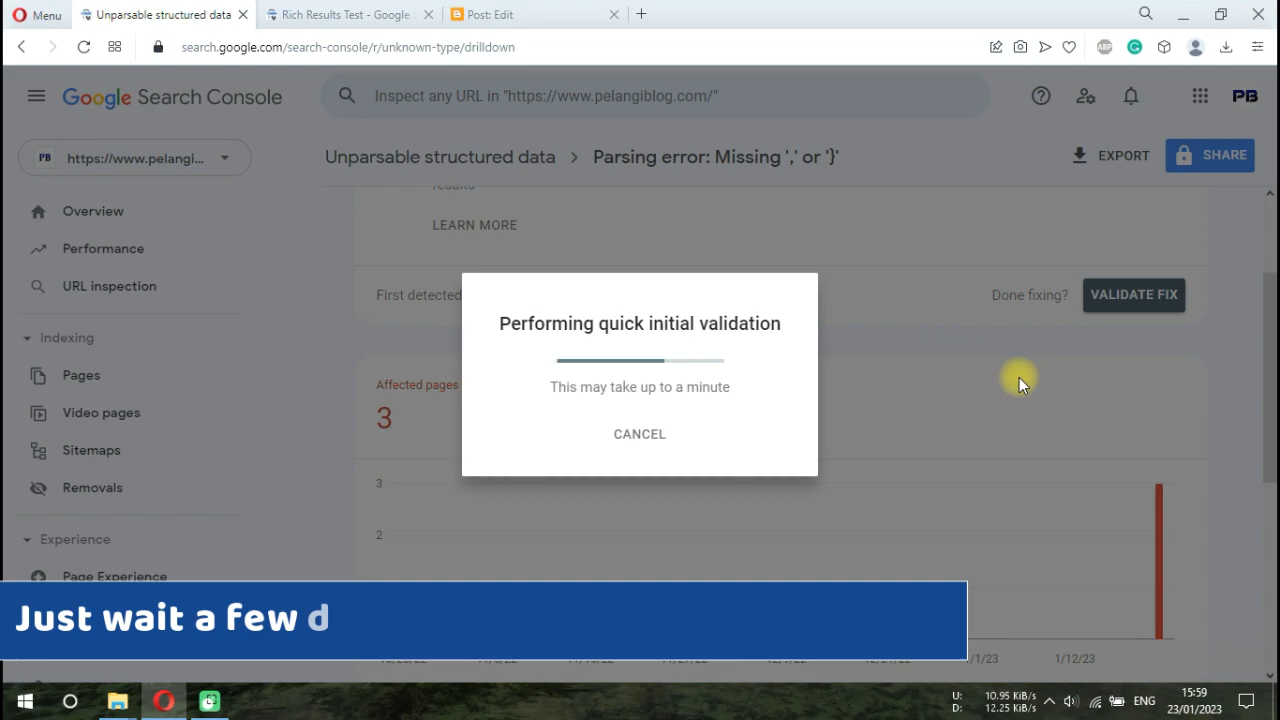 Menu
Unparsable structured data
Rich Results Test - Google
Post: Edit
search.google.com/search-console/r/unknown-type/drilldown
ABP
Google Search Console
Inspect any URL in "https://www.pelangiblog.com/"
PB
PB https://www.pelangi...
Unparsable structured data
Parsing error: Missing ',' or '}'
EXPORT
SHARE
Overview
Performance
URL inspection
Indexing
Pages
Video pages
Sitemaps
Removals
Experience
Page Experience
results
LEARN MORE
First detected
Done fixing?
VALIDATE FIX
Performing quick initial validation
This may take up to a minute
CANCEL
Affected pages
3
3
2
1/12/23
Just wait a few d
U: 10.95 KiB/s
D: 12.25 KiB/s
ENG
15:59
23/01/2023